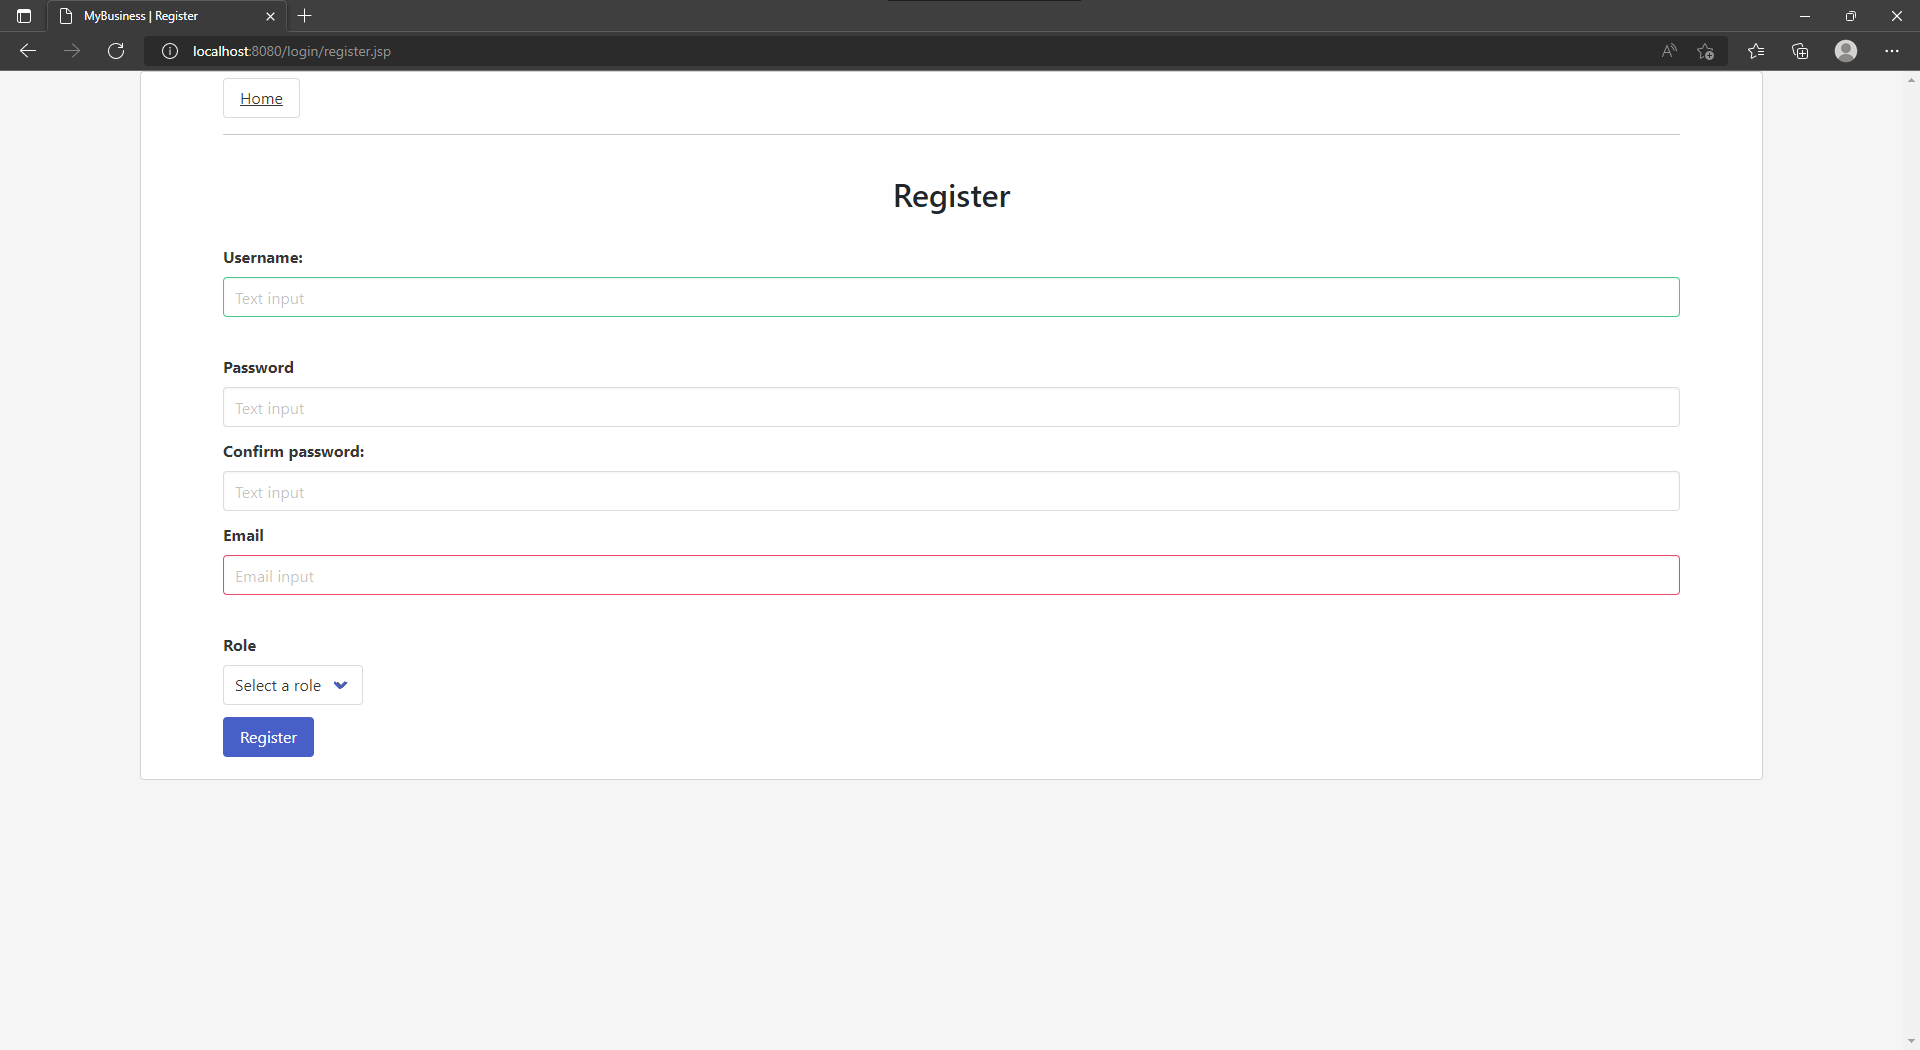 MyBusiness | Register
localhost:8080/login/register.jsp
Home
Register
Username:
Text input
Password
Text input
Confirm password:
Text input
Email
Email input
Role
Select a role
Register